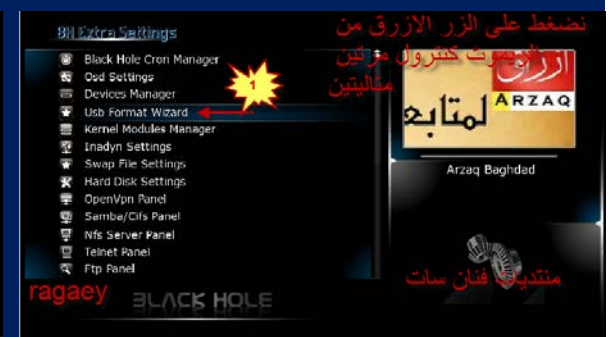 BH Extra Settings
نضغط على الزر الازرق من
الريموت كنترول مرتين
متاليتين
Black Hole Cron Manager
Osd Settings
Devices Manager
1
Usb Format Wizard
Kernel Modules Manager
Inadyn Settings
Swap File Settings
Hard Disk Settings
OpenVpn Panel
Samba/Cifs Panel
Nfs Server Panel
Telnet Panel
Ftp Panel
ARZAQ
لمتابع
Arzaq Baghdad
منتديات فنان سات
ragaey
BLACK HOLE